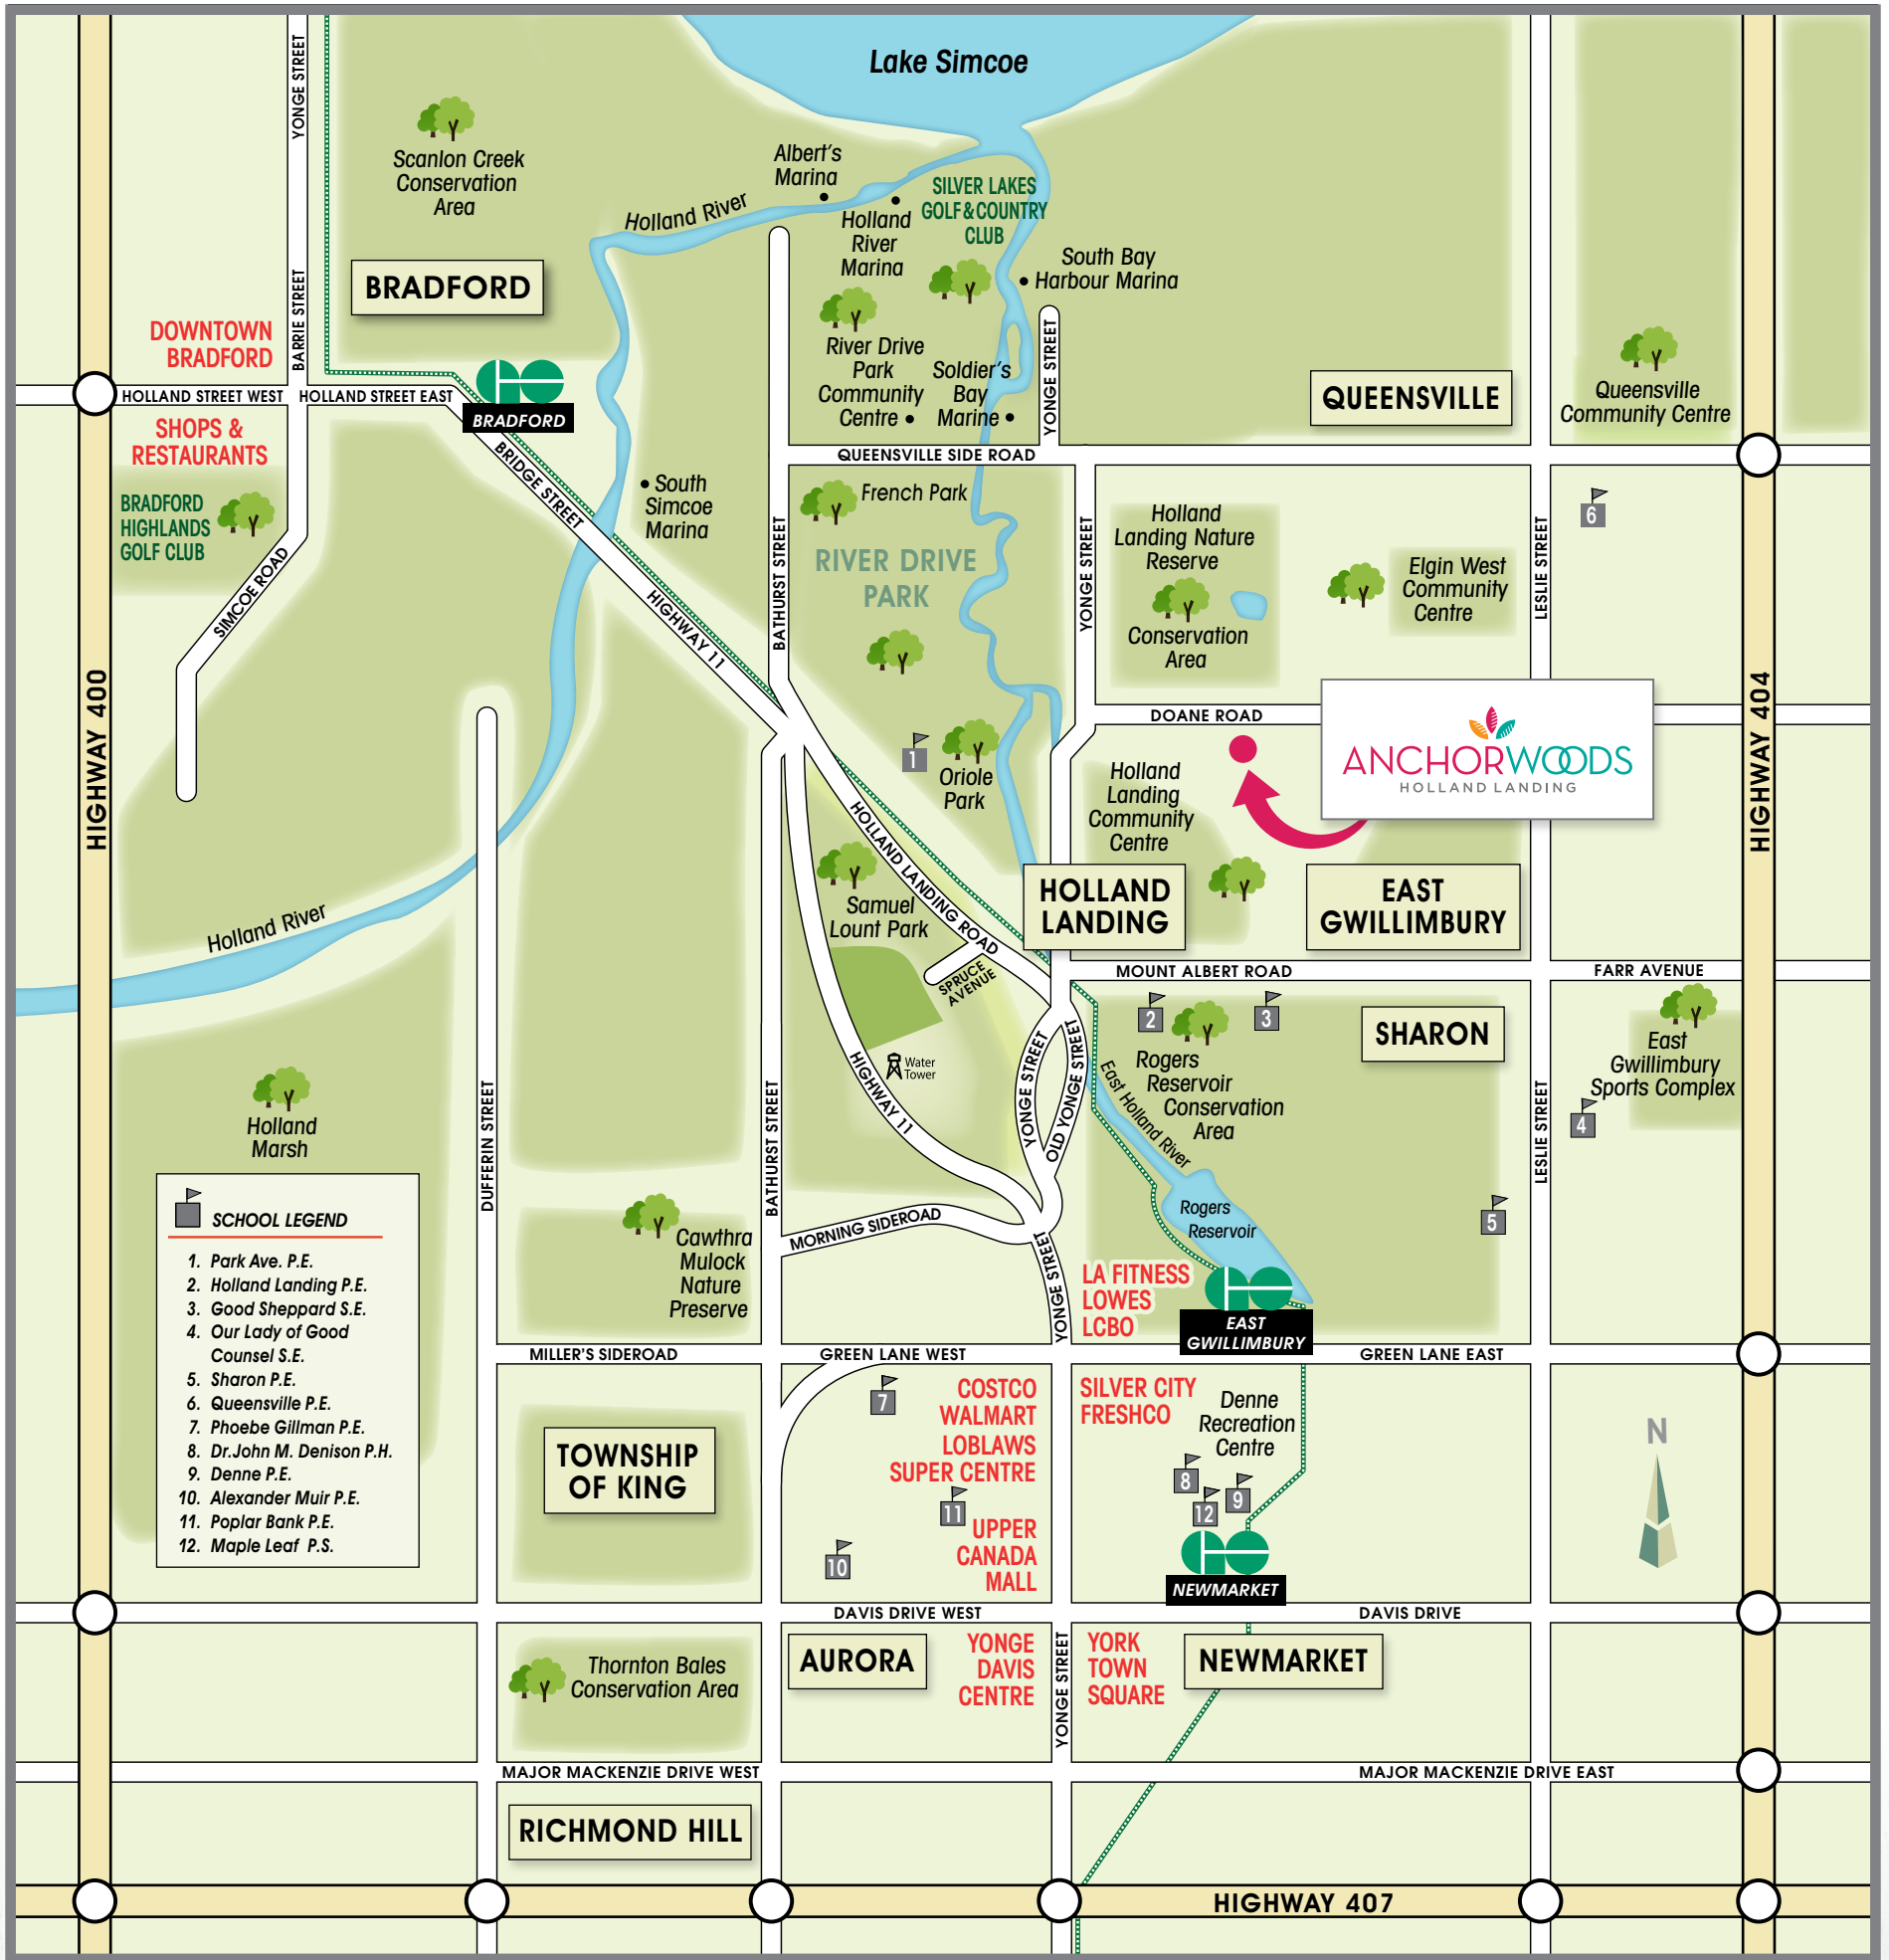 Lake Simcoe
YONGE STREET
Scanlon Creek
Conservation
Area
Albert's
Marina
Holland River
Holland
River
Marina
SILVER LAKES
GOLF & COUNTRY
CLUB
South Bay
Harbour Marina
BRADFORD
BARRIE STREET
DOWNTOWN
BRADFORD
River Drive
Park
Community
Centre
Soldier's
Bay
Marine
YONGE STREET
QUEENSVILLE
Queensville
Community Centre
HOLLAND STREET WEST
HOLLAND STREET EAST
BRADFORD
SHOPS &
RESTAURANTS
QUEENSVILLE SIDE ROAD
BRIDGE STREET
BRADFORD
HIGHLANDS
GOLF CLUB
South
Simcoe
Marina
French Park
RIVER DRIVE
PARK
BATHURST STREET
YONGE STREET
Holland
Landing Nature
Reserve
Conservation
Area
Elgin West
Community
Centre
LESLIE STREET
6
SIMCOE ROAD
HIGHWAY 11
HIGHWAY 400
HIGHWAY 404
DOANE ROAD
ANCHORWOODS
HOLLAND LANDING
1
Oriole
Park
Holland
Landing
Community
Centre
HOLLAND LANDING ROAD
Samuel
Lount Park
HOLLAND
LANDING
EAST
GWILLIMBURY
Holland River
SPRUCE
AVENUE
MOUNT ALBERT ROAD
FARR AVENUE
2
3
SHARON
Rogers
Reservoir
Conservation
Area
East
Gwillimbury
Sports Complex
4
Water
Tower
HIGHWAY 11
YONGE STREET
OLD YONGE STREET
East Holland River
LESLIE STREET
Holland
Marsh
DUFFERIN STREET
BATHURST STREET
5
Rogers
Reservoir
MORNING SIDEROAD
Cawthra
Mulock
Nature
Preserve
YONGE STREET
LA FITNESS
LOWES
LCBO
EAST
GWILLIMBURY
SCHOOL LEGEND
1. Park Ave. P.E.
2. Holland Landing P.E.
3. Good Sheppard S.E.
4. Our Lady of Good
Counsel S.E.
5. Sharon P.E.
6. Queensville P.E.
7. Phoebe Gillman P.E.
8. Dr.John M. Denison P.H.
9. Denne P.E.
10. Alexander Muir P.E.
11. Poplar Bank P.E.
12. Maple Leaf P.S.
MILLER'S SIDEROAD
GREEN LANE WEST
GREEN LANE EAST
7
COSTCO
WALMART
LOBLAWS
SUPER CENTRE
SILVER CITY
FRESHCO
Denne
Recreation
Centre
N
TOWNSHIP
OF KING
8
9
12
11
10
UPPER
CANADA
MALL
NEWMARKET
DAVIS DRIVE WEST
DAVIS DRIVE
Thornton Bales
Conservation Area
AURORA
YONGE
DAVIS
CENTRE
YONGE STREET
YORK
TOWN
SQUARE
NEWMARKET
MAJOR MACKENZIE DRIVE WEST
MAJOR MACKENZIE DRIVE EAST
RICHMOND HILL
HIGHWAY 407